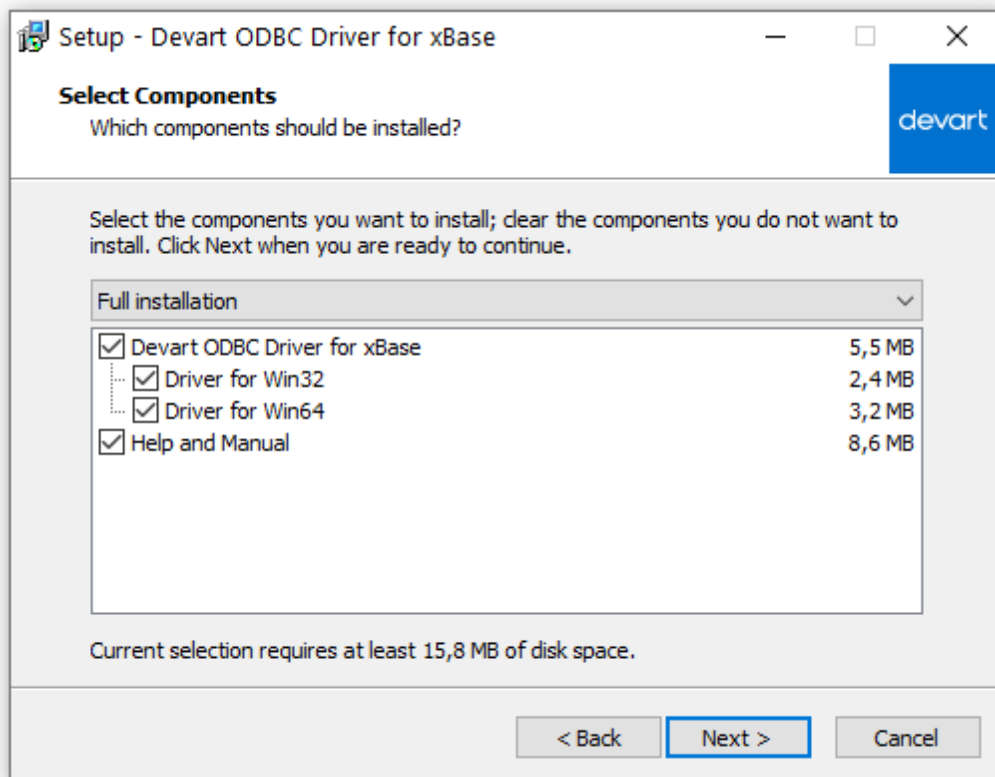 Setup - Devart ODBC Driver for xBase
Select Components
Which components should be installed?
devart
Select the components you want to install; clear the components you do not want to
install. Click Next when you are ready to continue.
Full installation
Devart ODBC Driver for xBase 5,5 MB
Driver for Win32 2,4 MB
Driver for Win64 3,2 MB
Help and Manual 8,6 MB
Current selection requires at least 15,8 MB of disk space.
< Back Next > Cancel